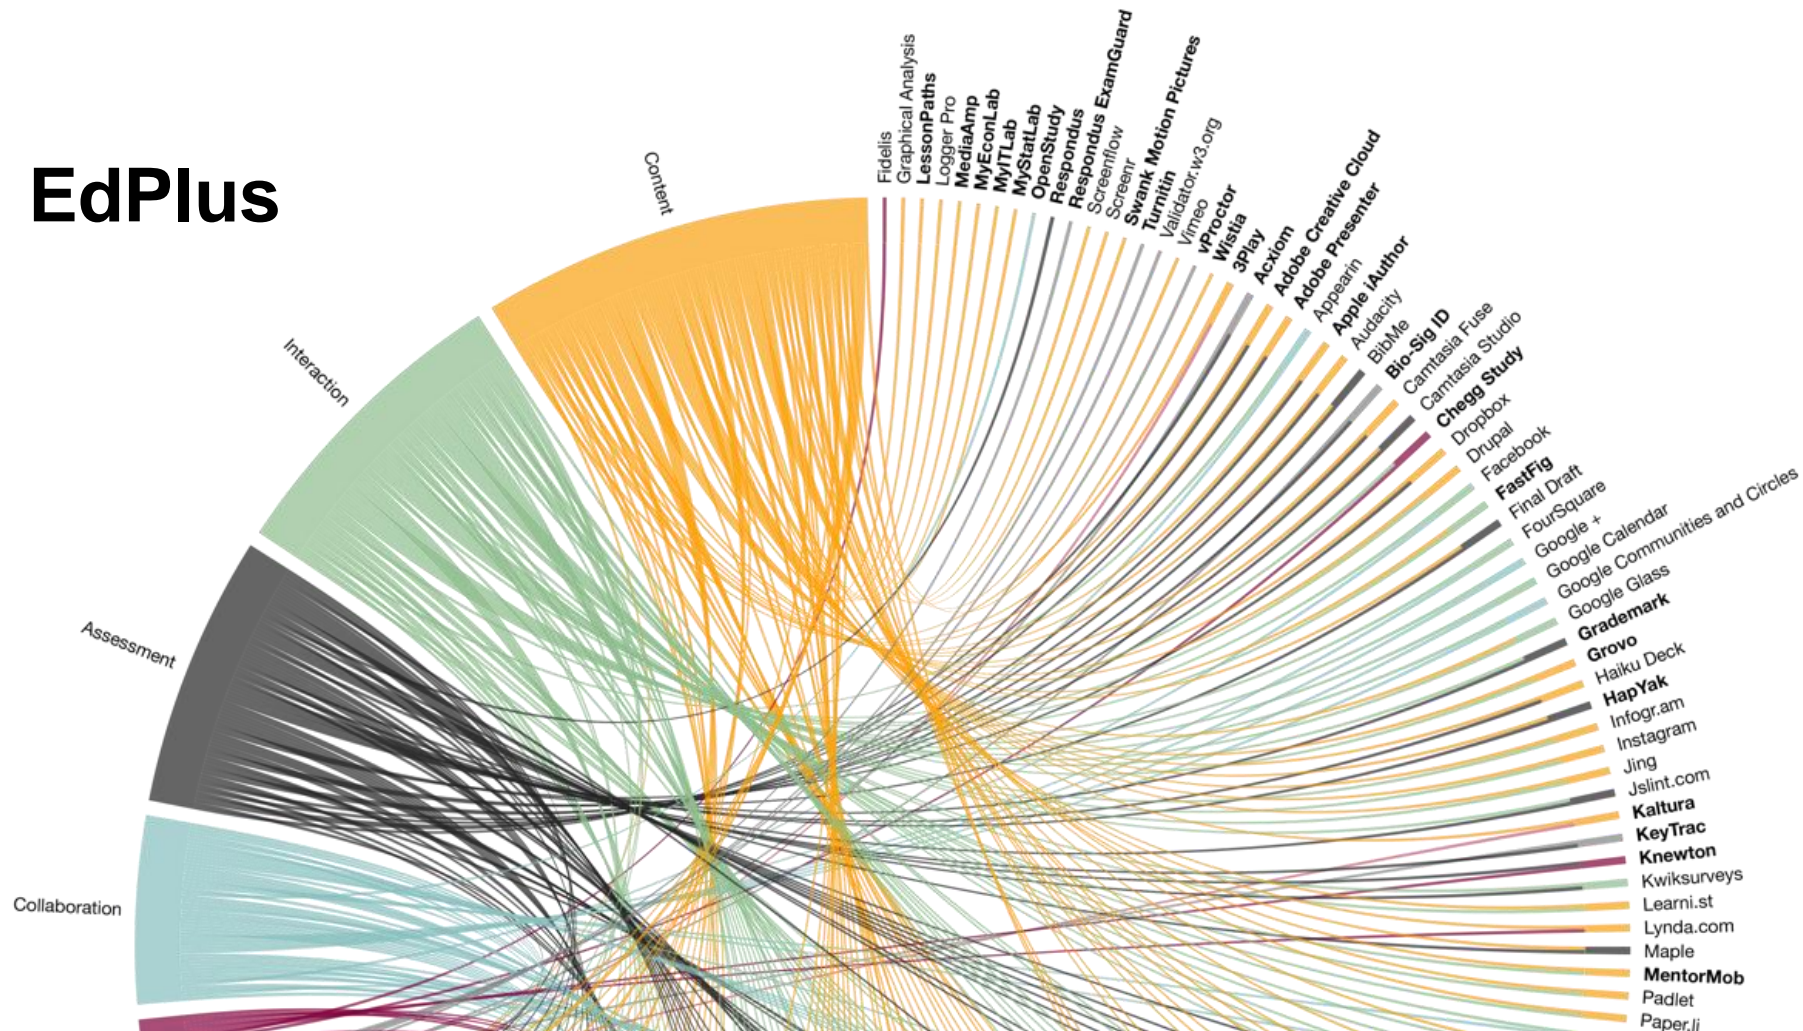 EdPlus
Content
Interaction
Assessment
Collaboration
Fidelis
Graphical Analysis
LessonPaths
Logger Pro
MediaAmp
MyEconLab
MyITLab
MyStatLab
OpenStudy
Respondus
Respondus ExamGuard
Screenflow
Screenr
Swank Motion Pictures
Turnitin
Validator.w3.org
Vimeo
vProctor
Wistia
3Play
Acxiom
Adobe Creative Cloud
Adobe Presenter
Appearin
Apple iAuthor
Audacity
BibMe
Bio-Sig ID
Camtasia Fuse
Camtasia Studio
Chegg Study
Dropbox
Drupal
Facebook
FastFig
Final Draft
FourSquare
Google +
Google Calendar
Google Communities and Circles
Google Glass
Grademark
Grovo
Haiku Deck
HapYak
Infogr.am
Instagram
Jing
Jslint.com
Kaltura
KeyTrac
Knewton
Kwiksurveys
Learni.st
Lynda.com
Maple
MentorMob
Padlet
Paper.li